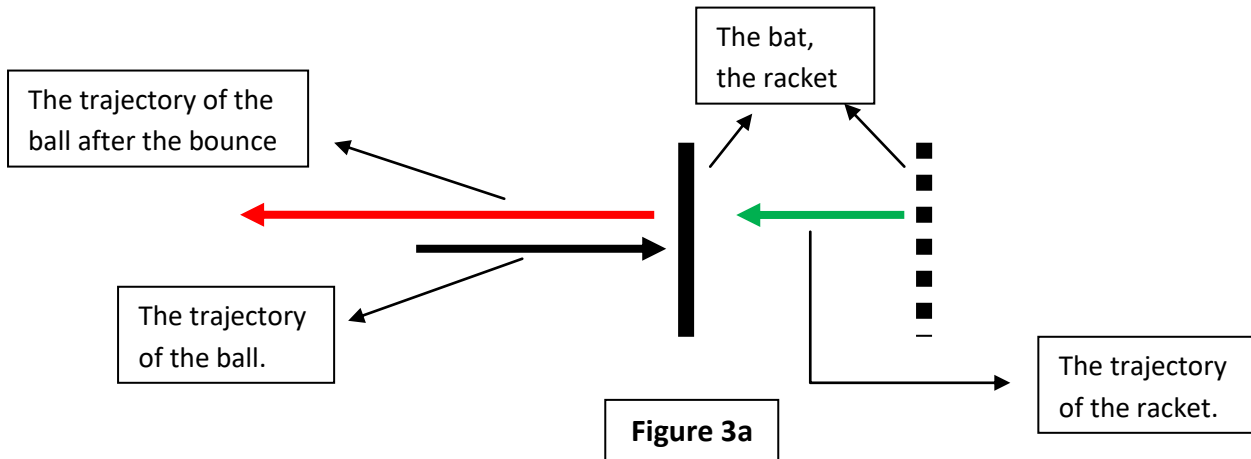 The bat,
the racket
The trajectory of the
ball after the bounce
The trajectory
of the ball.
The trajectory
of the racket.
Figure 3a